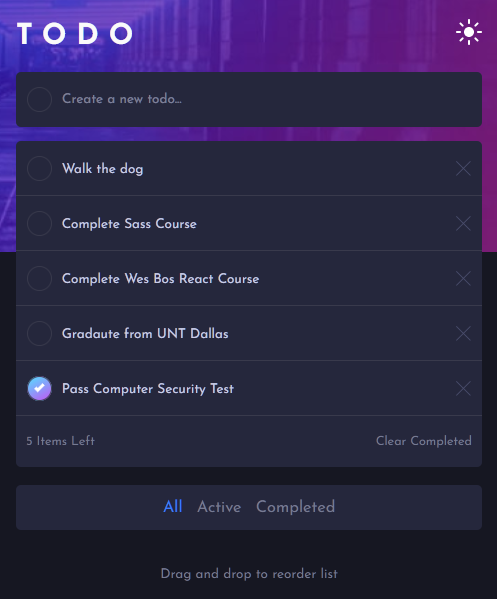 TODO
Create a new todo...
Walk the dog
Complete Sass Course
Complete Wes Bos React Course
Gradaute from UNT Dallas
Pass Computer Security Test
5 Items Left Clear Completed
All Active Completed
Drag and drop to reorder list